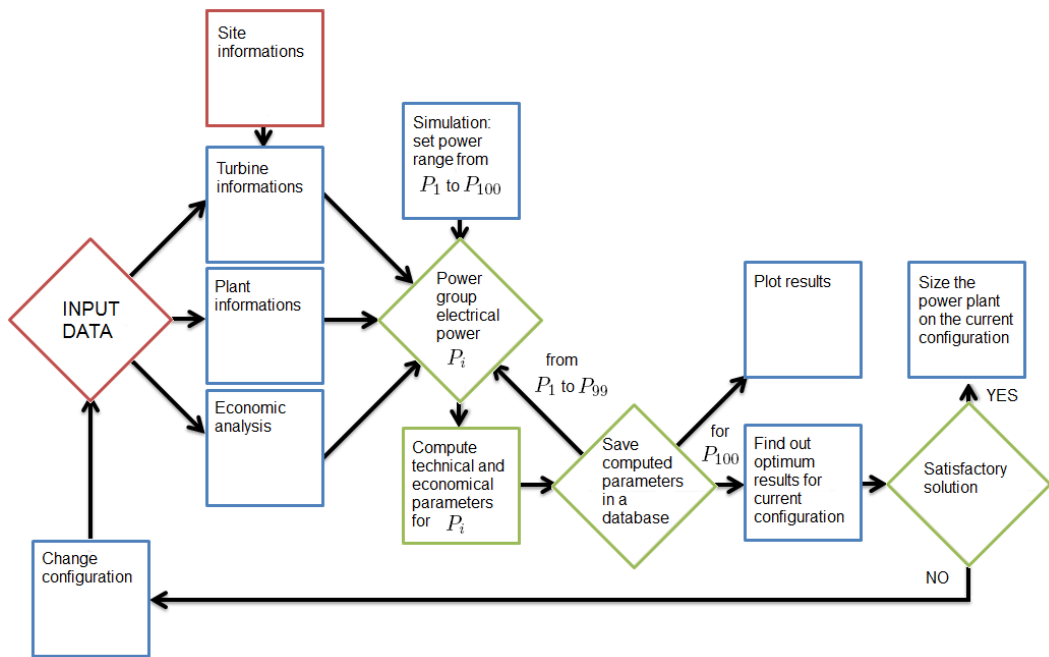 Site
informations
Simulation:
set power
range from
P₁ to P₁₀₀
Turbine
informations
INPUT
DATA
Plant
informations
Power
group
electrical
power
Pᵢ
Plot results
Size the
power plant
on the current
configuration
from
P₁ to P₉₉
YES
Economic
analysis
Compute
technical and
economical
parameters
for Pᵢ
Save
computed
parameters
in a
database
for
P₁₀₀
Find out
optimum
results for
current
configuration
Satisfactory
solution
Change
configuration
NO